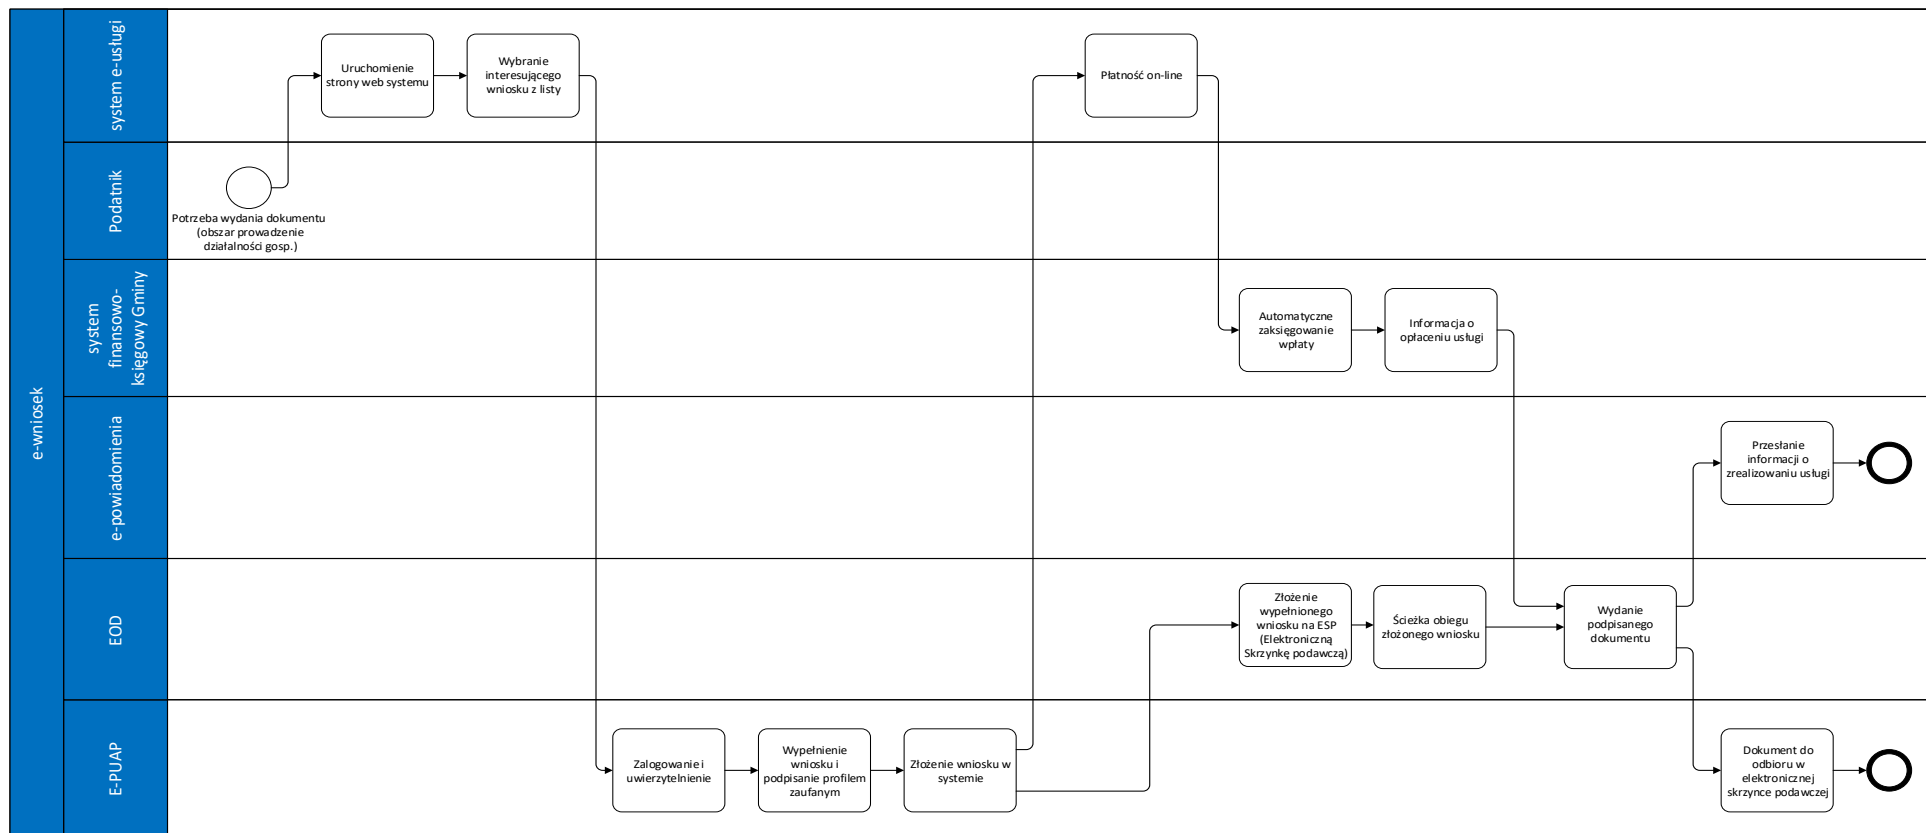 e-wniosek
system e-usługi
Uruchomienie
strony web systemu
Wybranie
interesującego
wniosku z listy
Płatność on-line
Podatnik
Potrzeba wydania dokumentu
(obszar prowadzenie
działalności gosp.)
system
finansowo-
księgowy Gminy
Automatyczne
zaksięgowanie
wpłaty
Informacja o
opłaceniu usługi
e-powiadomienia
Przesłanie
informacji o
zrealizowaniu usługi
EOD
Złożenie
wypełnionego
wniosku na ESP
(Elektroniczną
Skrzynkę podawczą)
Ścieżka obiegu
złożonego wniosku
Wydanie
podpisanego
dokumentu
E-PUAP
Zalogowanie i
uwierzytelnienie
Wypełnienie
wniosku i
podpisanie profilem
zaufanym
Złożenie wniosku w
systemie
Dokument do
odbioru w
elektronicznej
skrzynce podawczej